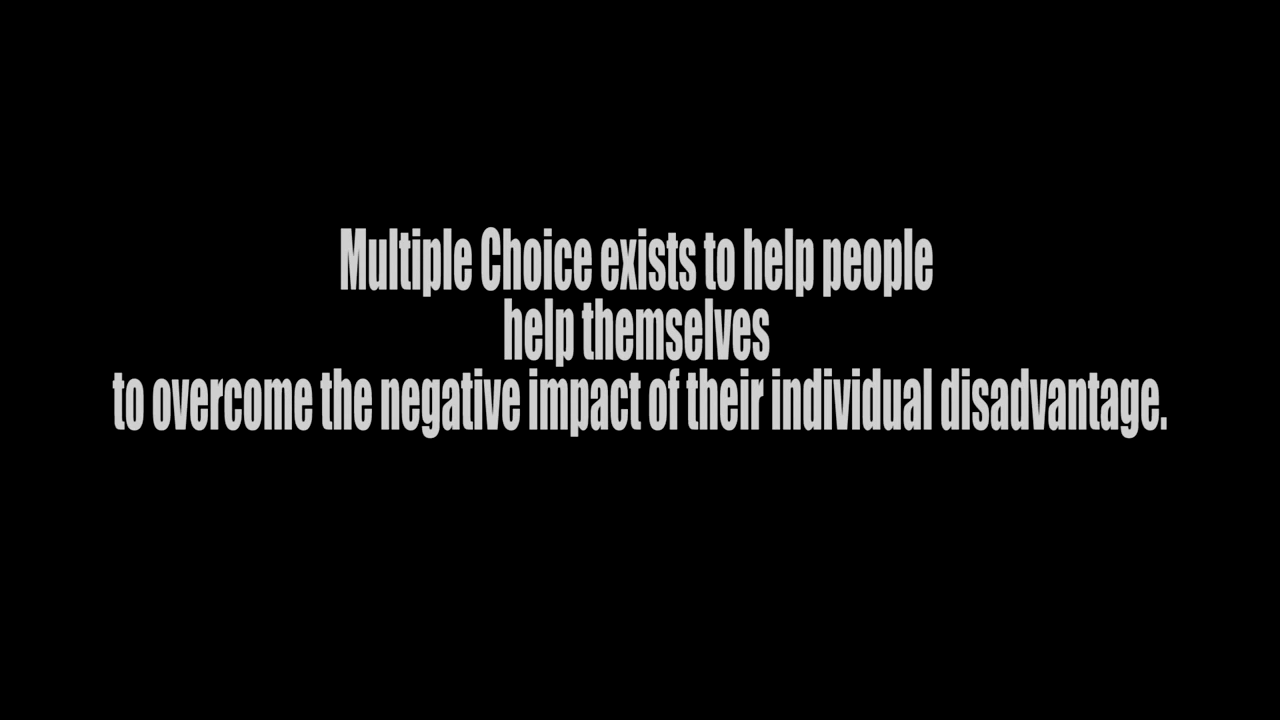 Multiple Choice exists to help people
help themselves
to overcome the negative impact of their individual disadvantage.